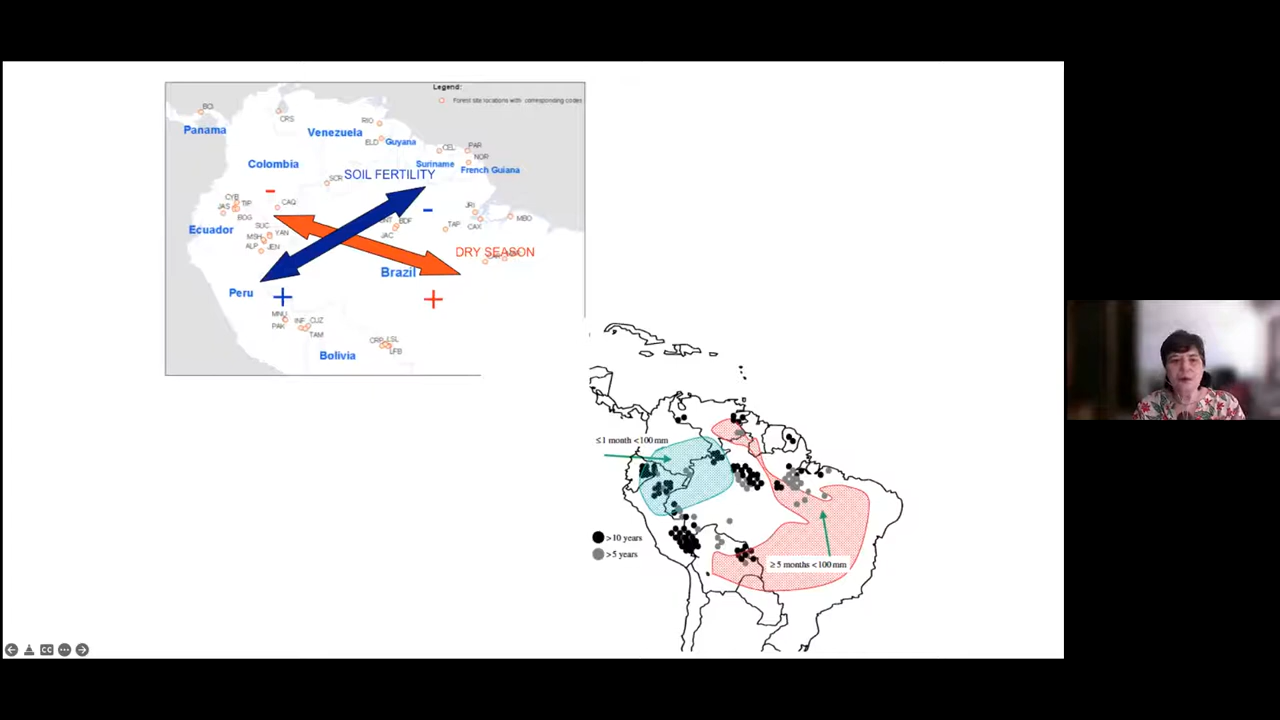 Legend:
Forest site locations with corresponding codes
BCI
CRS
Panama
Venezuela
RIO
ELD
Guyana
CEL
PAR
NOR
Colombia
Suriname
French Guiana
SOIL FERTILITY
SCR
-
CYB
JAS
TIP
CAQ
BOG
-
JRI
MBO
CAX
TAP
BDF
JAC
Ecuador
SUC
YAN
MSH
ALP
JEN
DRY SEASON
Brazil
Peru
+
+
MNU
PAK
INF
CUZ
TAM
CRP
LSL
LFB
Bolivia
≤1 month <100 mm
>10 years
>5 years
≥ 5 months <100 mm
CC